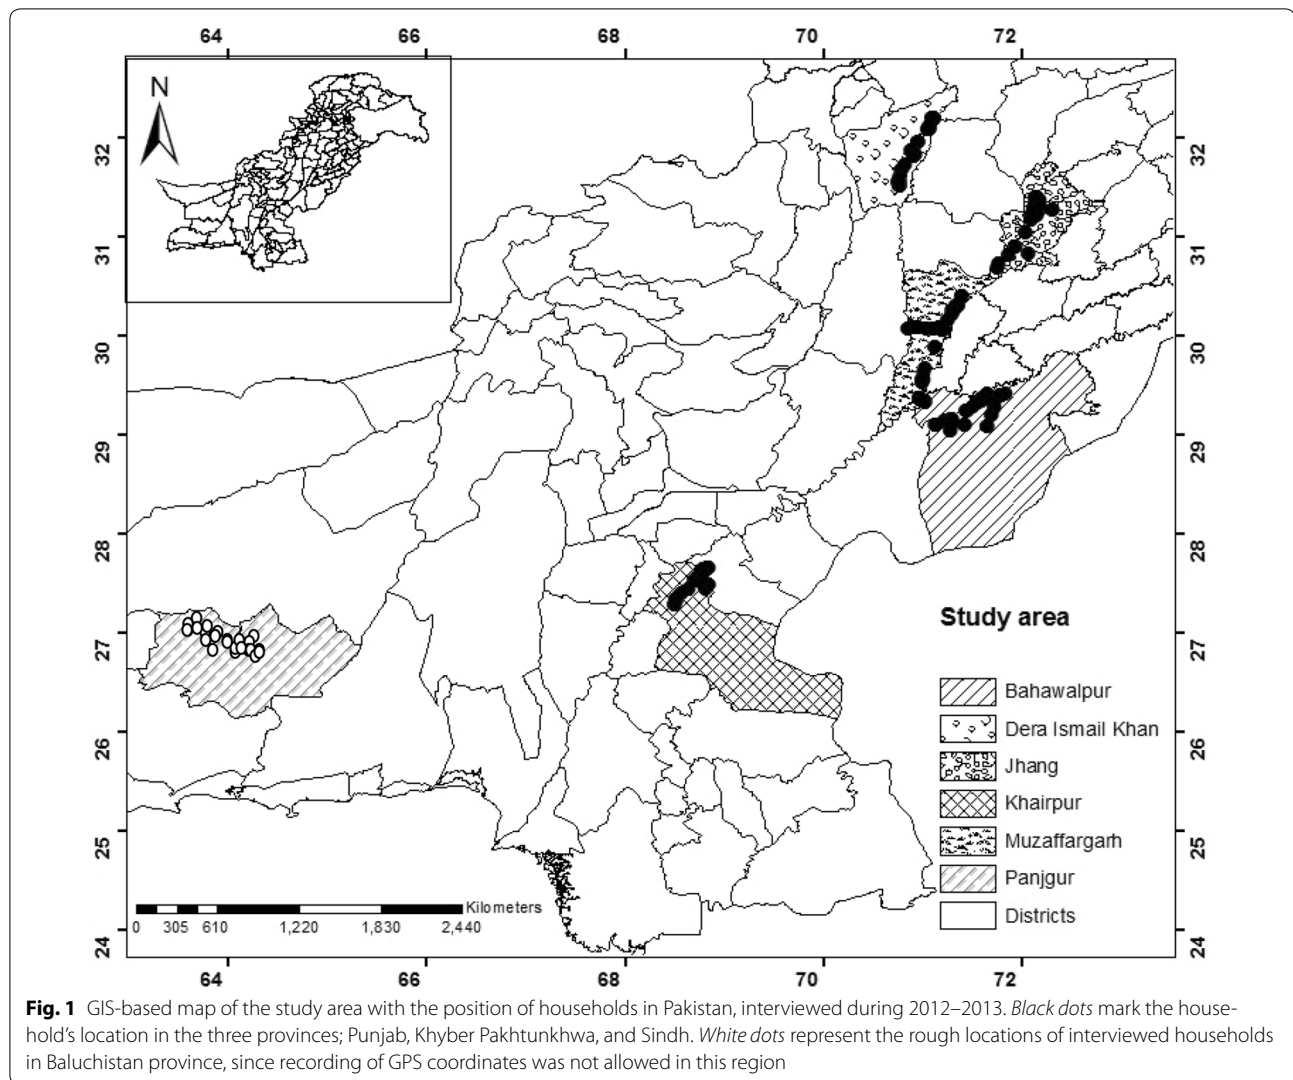 64 66 68 70 72
N
32 32
31 31
30 30
29 29
28 28
27 27
26 26
25 25
24 24
Study area
Bahawalpur
Dera Ismail Khan
Jhang
Khairpur
Muzaffargarh
Panjgur
Districts
Kilometers
0 305 610 1,220 1,830 2,440
64 66 68 70 72
Fig. 1 GIS-based map of the study area with the position of households in Pakistan, interviewed during 2012–2013. Black dots mark the house-
hold's location in the three provinces; Punjab, Khyber Pakhtunkhwa, and Sindh. White dots represent the rough locations of interviewed households
in Baluchistan province, since recording of GPS coordinates was not allowed in this region